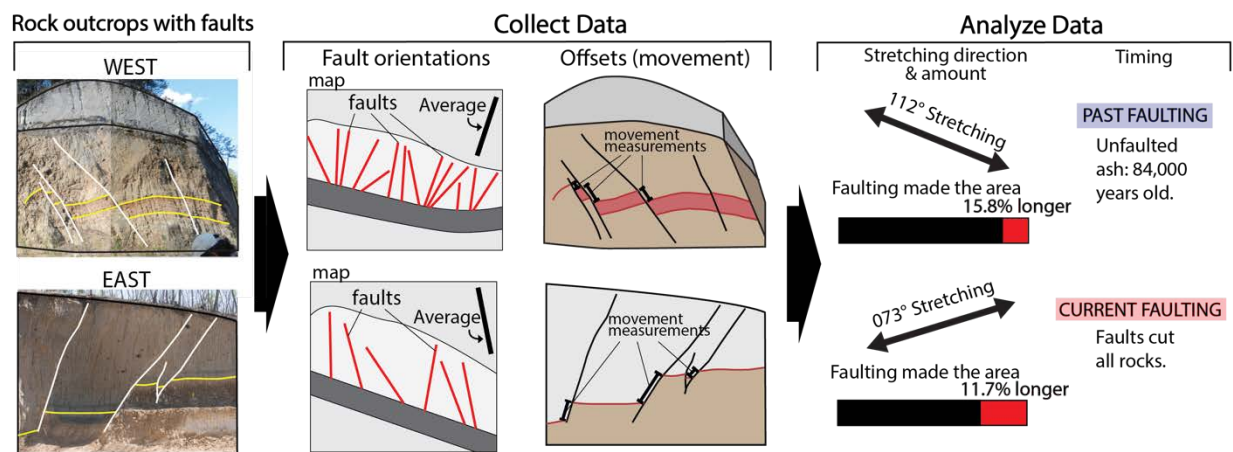 Rock outcrops with faults
Collect Data
Analyze Data
WEST
Fault orientations
Offsets (movement)
Stretching direction
& amount
Timing
map
faults
Average
movement
measurements
112° Stretching
Faulting made the area
15.8% longer
PAST FAULTING
Unfaulted
ash: 84,000
years old.
EAST
map
faults
Average
movement
measurements
073° Stretching
Faulting made the area
11.7% longer
CURRENT FAULTING
Faults cut
all rocks.